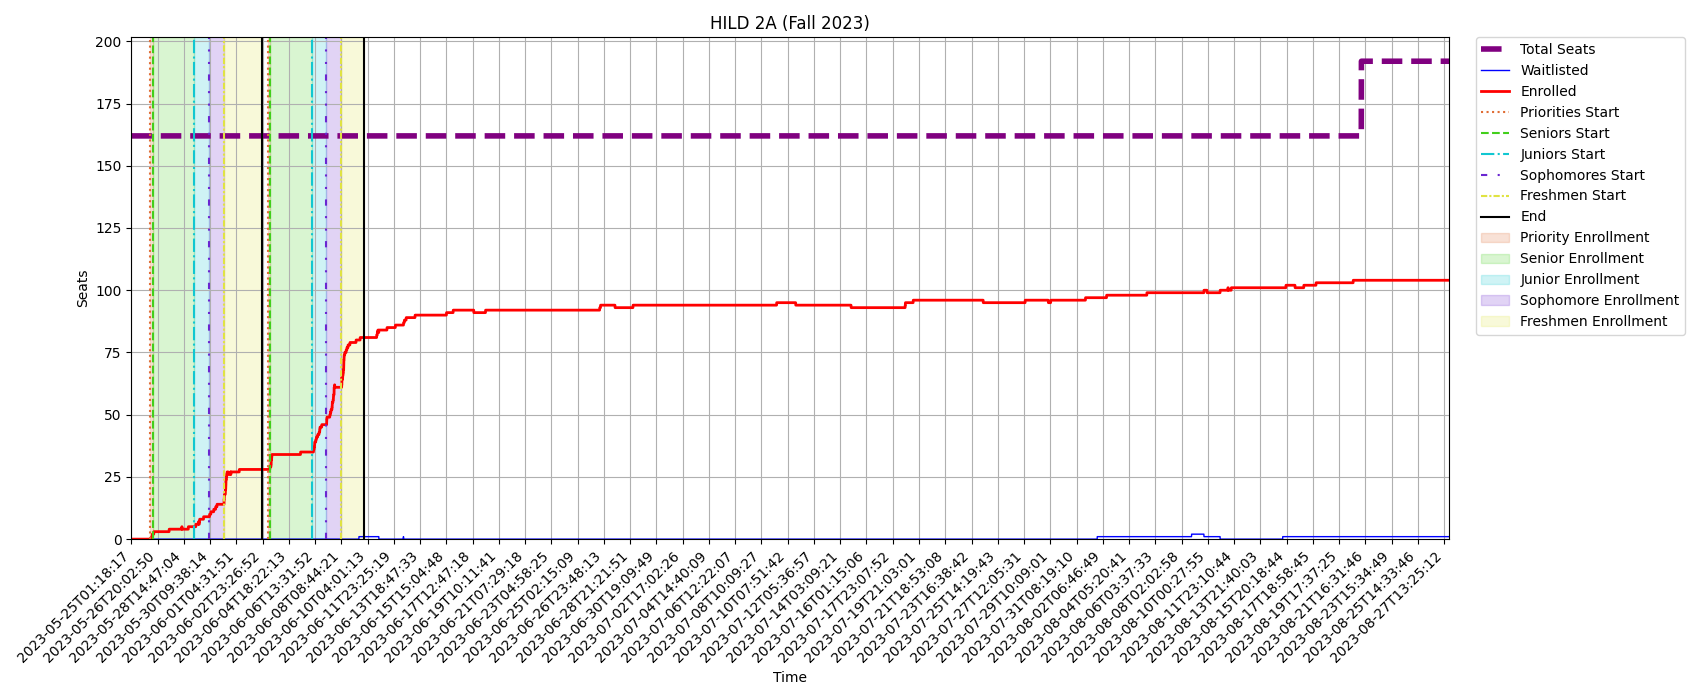 HILD 2A (Fall 2023)
200
175
150
125
100
75
50
25
0
Seats
2023-05-25T01:18:17
2023-05-26T20:02:50
2023-05-28T14:47:04
2023-05-30T09:38:14
2023-06-01T04:31:51
2023-06-02T23:26:52
2023-06-04T18:22:13
2023-06-06T13:31:52
2023-06-08T08:44:21
2023-06-10T04:01:13
2023-06-11T23:25:19
2023-06-13T18:47:33
2023-06-15T15:04:48
2023-06-17T12:47:18
2023-06-19T10:11:41
2023-06-21T07:29:18
2023-06-23T04:58:25
2023-06-25T02:15:09
2023-06-26T23:48:13
2023-06-28T21:21:51
2023-06-30T19:09:49
2023-07-02T17:02:26
2023-07-04T14:40:09
2023-07-06T12:22:07
2023-07-08T10:09:27
2023-07-10T07:51:42
2023-07-12T05:36:57
2023-07-14T03:09:21
2023-07-16T01:15:06
2023-07-17T23:07:52
2023-07-19T21:03:01
2023-07-21T18:53:08
2023-07-23T16:38:42
2023-07-25T14:19:43
2023-07-27T12:05:31
2023-07-29T10:09:01
2023-07-31T08:19:10
2023-08-02T06:46:49
2023-08-04T05:20:41
2023-08-06T03:37:33
2023-08-08T02:02:58
2023-08-10T00:27:55
2023-08-11T23:10:44
2023-08-13T21:40:03
2023-08-15T20:18:44
2023-08-17T18:58:45
2023-08-19T17:37:25
2023-08-21T16:31:46
2023-08-23T15:34:49
2023-08-25T14:33:46
2023-08-27T13:25:12
Time
Total Seats
Waitlisted
Enrolled
Priorities Start
Seniors Start
Juniors Start
Sophomores Start
Freshmen Start
End
Priority Enrollment
Senior Enrollment
Junior Enrollment
Sophomore Enrollment
Freshmen Enrollment